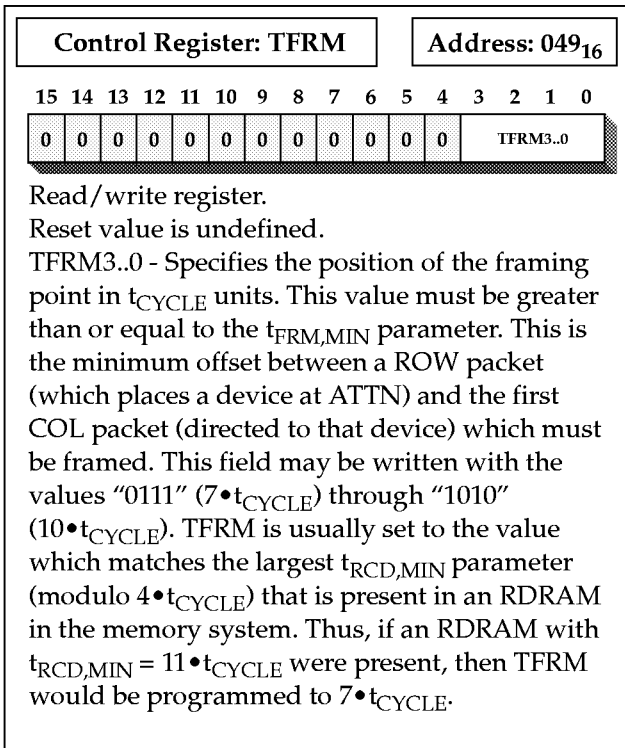 Control Register: TFRM Address: 049₁₆
15 14 13 12 11 10 9 8 7 6 5 4 3 2 1 0
0 0 0 0 0 0 0 0 0 0 0 0 TFRM3..0
Read/write register.
Reset value is undefined.
TFRM3..0 - Specifies the position of the framing
point in tCYCLE units. This value must be greater
than or equal to the tFRM,MIN parameter. This is
the minimum offset between a ROW packet
(which places a device at ATTN) and the first
COL packet (directed to that device) which must
be framed. This field may be written with the
values “0111” (7•tCYCLE) through “1010”
(10•tCYCLE). TFRM is usually set to the value
which matches the largest tRCD,MIN parameter
(modulo 4•tCYCLE) that is present in an RDRAM
in the memory system. Thus, if an RDRAM with
tRCD,MIN = 11•tCYCLE were present, then TFRM
would be programmed to 7•tCYCLE.